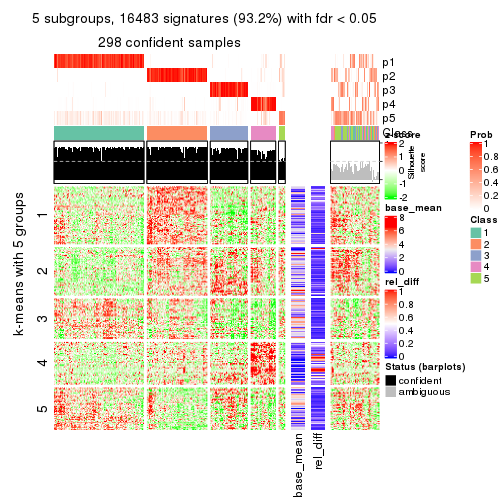 5 subgroups, 16483 signatures (93.2%) with fdr < 0.05
298 confident samples
p1
p2
p3
p4
p5
Class
z-score
2
1
0
-1
-2
Silhouette
score
k-means with 5 groups
1
2
3
4
5
base_mean
rel_diff
base_mean
8
6
4
2
0
rel_diff
1
0.8
0.6
0.4
0.2
0
Status (barplots)
confident
ambiguous
Prob
1
0.8
0.6
0.4
0.2
0
Class
1
2
3
4
5